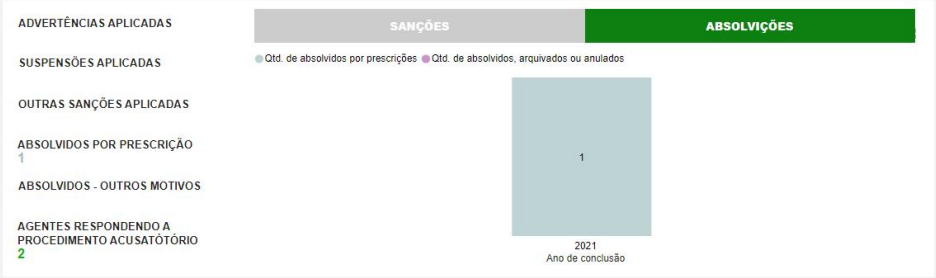 ADVERTÊNCIAS APLICADAS
SUSPENSÕES APLICADAS
OUTRAS SANÇÕES APLICADAS
ABSOLVIDOS POR PRESCRIÇÃO
1
ABSOLVIDOS - OUTROS MOTIVOS
AGENTES RESPONDENDO A
PROCEDIMENTO ACUSATÓTÓRIO
2
SANÇÕES
ABSOLVIÇÕES
Qtd. de absolvidos por prescrições Qtd. de absolvidos, arquivados ou anulados
1
2021
Ano de conclusão